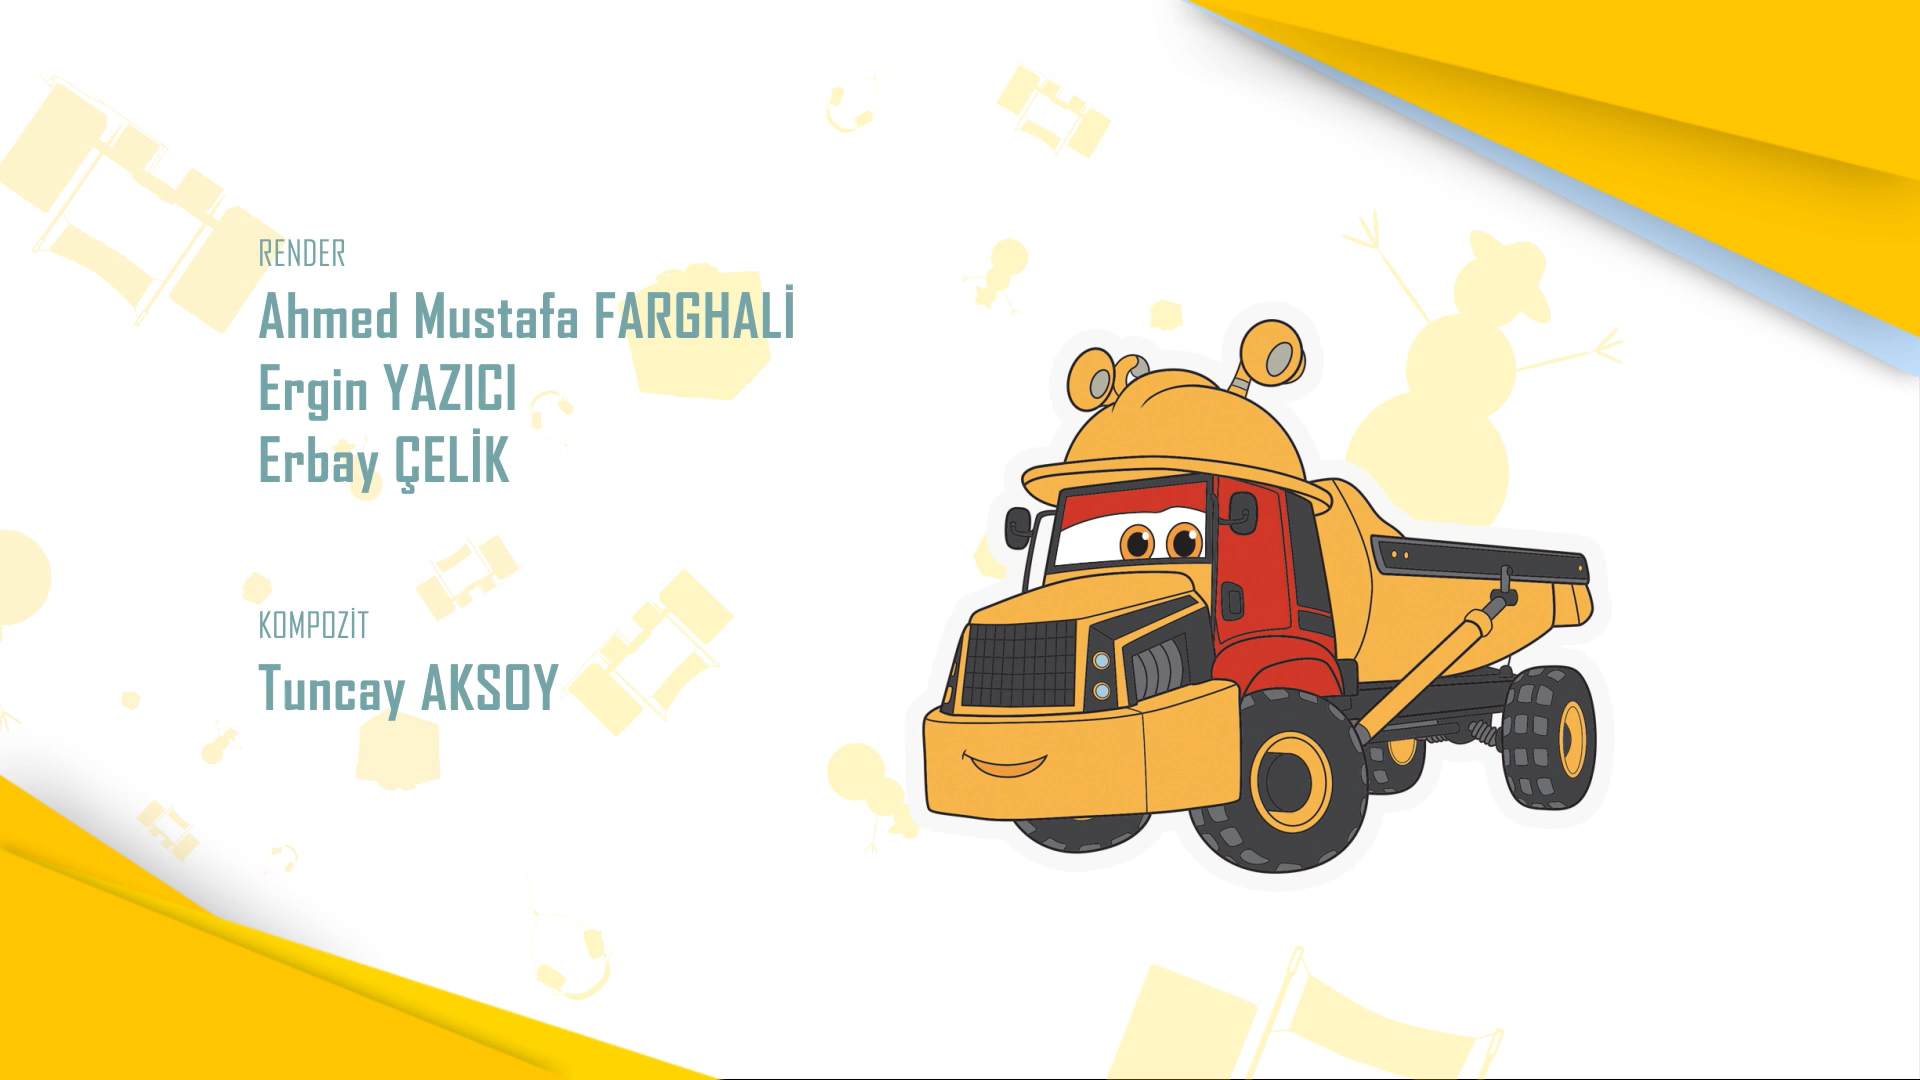 RENDER
Ahmed Mustafa FARGHALİ
Ergin YAZICI
Erbay ÇELİK
KOMPOZİT
Tuncay AKSOY